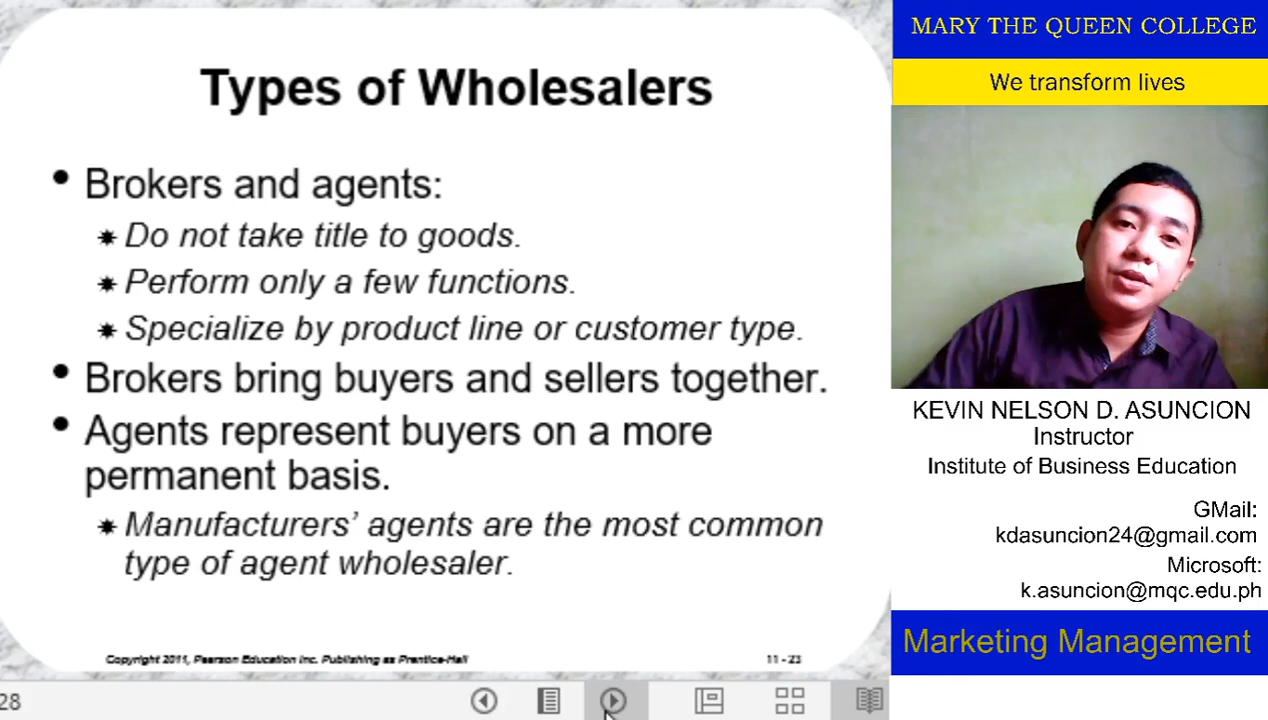 Types of Wholesalers
• Brokers and agents:
✷ Do not take title to goods.
✷ Perform only a few functions.
✷ Specialize by product line or customer type.
• Brokers bring buyers and sellers together.
• Agents represent buyers on a more
permanent basis.
✷ Manufacturers’ agents are the most common
type of agent wholesaler.
Copyright 2011, Pearson Education Inc. Publishing as Prentice-Hall
11 - 23
28
MARY THE QUEEN COLLEGE
We transform lives
KEVIN NELSON D. ASUNCION
Instructor
Institute of Business Education
GMail:
kdasuncion24@gmail.com
Microsoft:
k.asuncion@mqc.edu.ph
Marketing Management